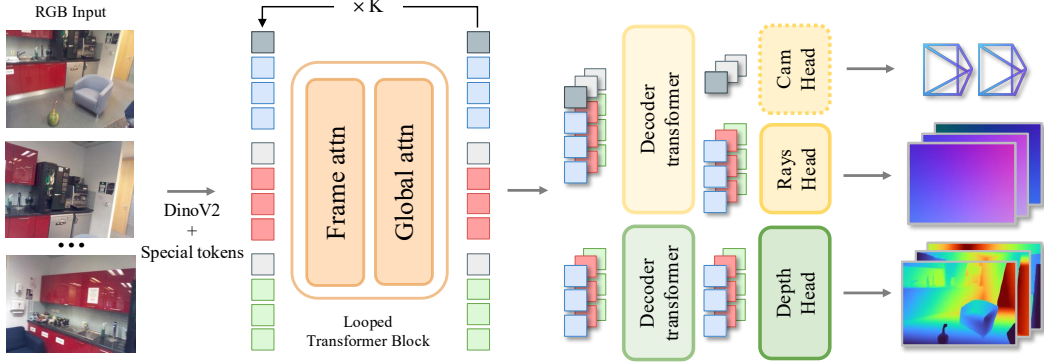 RGB Input
× K
DinoV2
+
Special tokens
Frame attn
Global attn
Looped
Transformer Block
Decoder
transformer
Cam
Head
Rays
Head
Decoder
transformer
Depth
Head